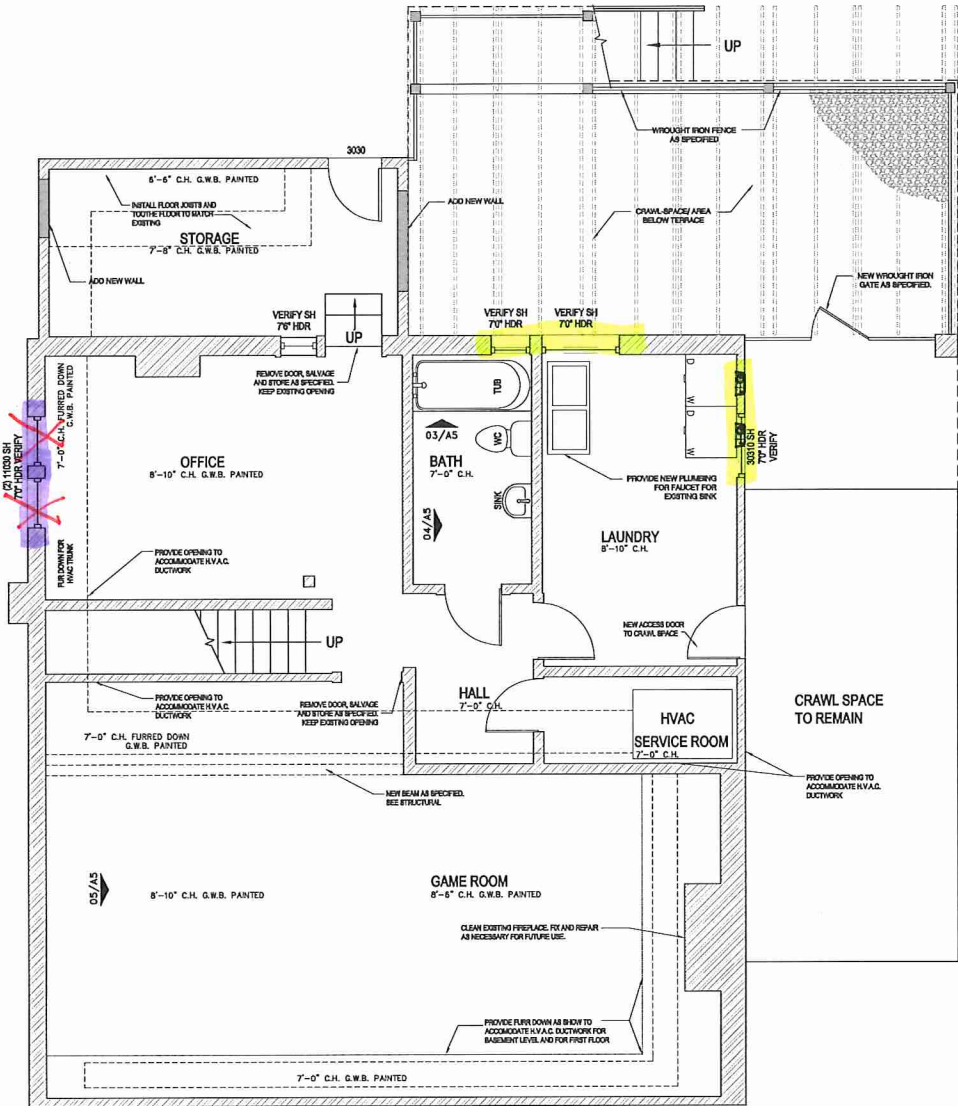 UP
WROUGHT IRON FENCE
AS SPECIFIED
3030
6'-6" C.H. G.W.B. PAINTED
INSTALL FLOOR JOISTS AND
TOUTHE FLOOR TO MATCH
EXISTING
STORAGE
7'-8" C.H. G.W.B. PAINTED
ADD NEW WALL
ADD NEW WALL
CRAWL-SPACE/ AREA
BELOW TERRACE
NEW WROUGHT IRON
GATE AS SPECIFIED.
VERIFY SH
7'6" HDR
UP
VERIFY SH
7'0" HDR
VERIFY SH
7'0" HDR
REMOVE DOOR, SALVAGE
AND STORE AS SPECIFIED.
KEEP EXISTING OPENING
(2) 11030 SH
7'0" HDR VERIFY
7'-0" C.H. FURRED DOWN
G.W.B. PAINTED
FUR DOWN FOR
HVAC TRUNK
OFFICE
8'-10" C.H. G.W.B. PAINTED
TUB
03/A5
WC
BATH
7'-0" C.H.
SINK
04/A5
D
W
D
W
30310 SH
7'0" HDR
VERIFY
PROVIDE NEW PLUMBING
FOR FAUCET FOR
EXISTING SINK
LAUNDRY
8'-10" C.H.
PROVIDE OPENING TO
ACCOMMODATE H.V.A.C.
DUCTWORK
UP
NEW ACCESS DOOR
TO CRAWL SPACE
PROVIDE OPENING TO
ACCOMMODATE H.V.A.C.
DUCTWORK
REMOVE DOOR, SALVAGE
AND STORE AS SPECIFIED.
KEEP EXISTING OPENING
HALL
7'-0" C.H.
HVAC
SERVICE ROOM
7'-0" C.H.
CRAWL SPACE
TO REMAIN
7'-0" C.H. FURRED DOWN
G.W.B. PAINTED
PROVIDE OPENING TO
ACCOMMODATE H.V.A.C.
DUCTWORK
NEW BEAM AS SPECIFIED.
SEE STRUCTURAL
05/A5
8'-10" C.H. G.W.B. PAINTED
GAME ROOM
8'-6" C.H. G.W.B. PAINTED
CLEAN EXISTING FIREPLACE. FIX AND REPAIR
AS NECESSARY FOR FUTURE USE.
PROVIDE FURR DOWN AS SHOW TO
ACCOMODATE H.V.A.C. DUCTWORK FOR
BASEMENT LEVEL AND FOR FIRST FLOOR
7'-0" C.H. G.W.B. PAINTED